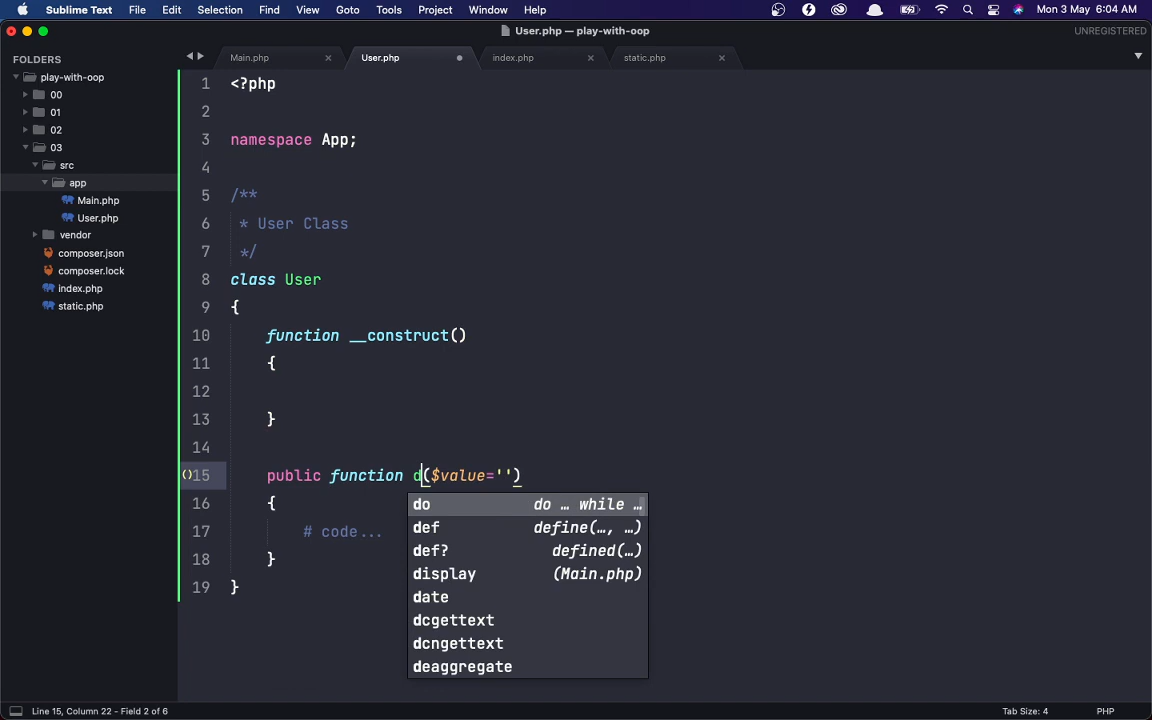 Sublime Text File Edit Selection Find View Goto Tools Project Window Help Mon 3 May 6:04 AM
User.php — play-with-oop UNREGISTERED
Main.php × User.php index.php × static.php ×
FOLDERS
play-with-oop
00
01
02
03
src
app
Main.php
User.php
vendor
composer.json
composer.lock
index.php
static.php
1 <?php
2
3 namespace App;
4
5 /**
6 * User Class
7 */
8 class User
9 {
10 function __construct()
11 {
12
13 }
14
()15 public function d($value='')
16 {
17 # code...
18 }
19 }
do do … while …
def define(…, …)
def? defined(…)
display (Main.php)
date
dcgettext
dcngettext
deaggregate
Line 15, Column 22 - Field 2 of 6 Tab Size: 4 PHP